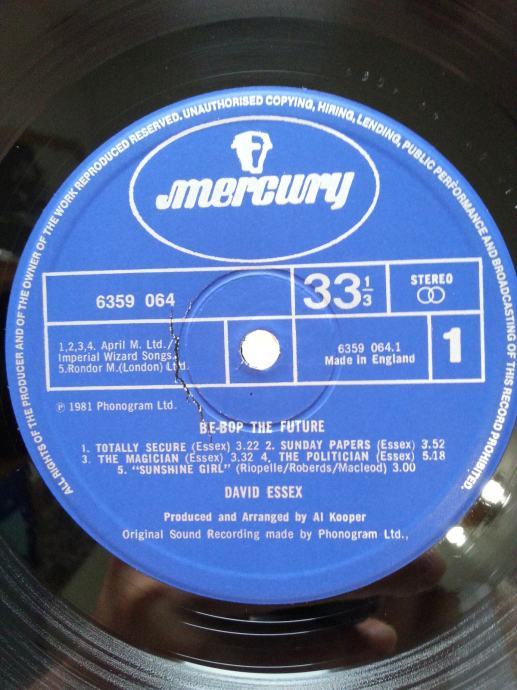 ALL RIGHTS OF THE PRODUCER AND OF THE OWNER OF THE WORK REPRODUCED RESERVED. UNAUTHORISED COPYING, HIRING, LENDING, PUBLIC PERFORMANCE AND BROADCASTING OF THIS RECORD PROHIBITED.
mercury
6359 064
33 1/3
STEREO
1,2,3,4. April M. Ltd./
Imperial Wizard Songs.
5.Rondor M.(London) Ltd.
6359 064.1
Made in England
1
℗ 1981 Phonogram Ltd.
BE-BOP THE FUTURE
1. TOTALLY SECURE (Essex) 3.22 2. SUNDAY PAPERS (Essex) 3.52
3. THE MAGICIAN (Essex) 3.32 4, THE POLITICIAN (Essex) 5.18
5. "SUNSHINE GIRL" (Riopelle/Roberds/Macleod) 3.00
DAVID ESSEX
Produced and Arranged by Al Kooper
Original Sound Recording made by Phonogram Ltd.,